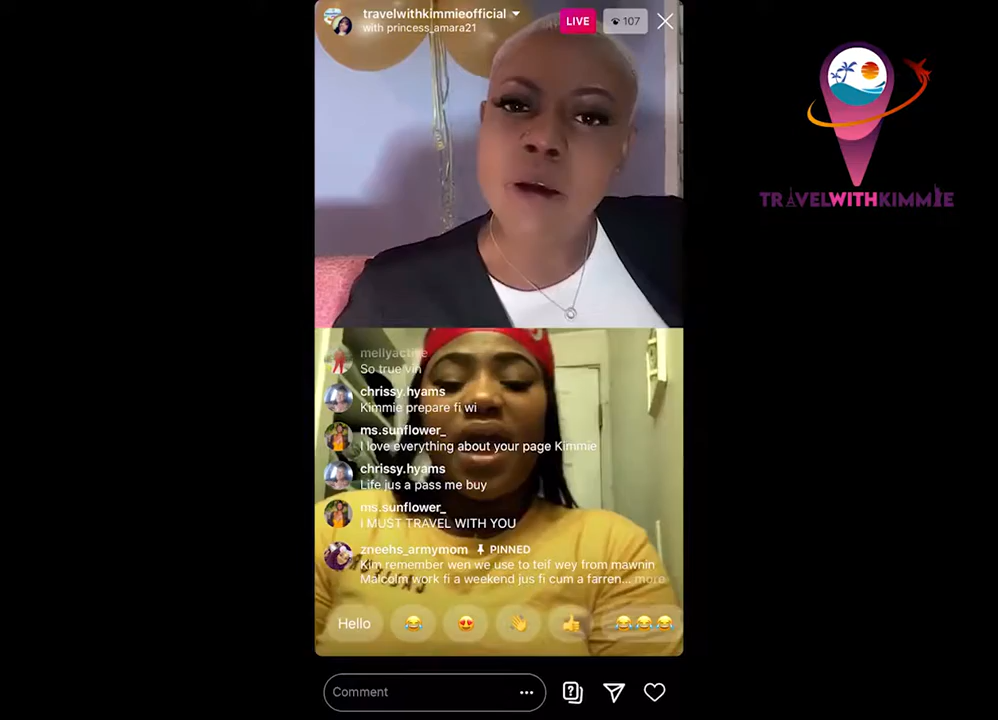 travelwithkimmieofficial
with princess_amara21
LIVE
107
TRAVELWITHKIMMIE
mellyactive
So true vin
chrissy.hyams
Kimmie prepare fi wi
ms.sunflower_
I love everything about your page Kimmie
chrissy.hyams
Life jus a pass me buy
ms.sunflower_
I MUST TRAVEL WITH YOU
zneehs_armymom PINNED
Kim remember wen we use to teif wey from mawnin
Malcolm work fi a weekend jus fi cum a farren... more
Hello
Comment